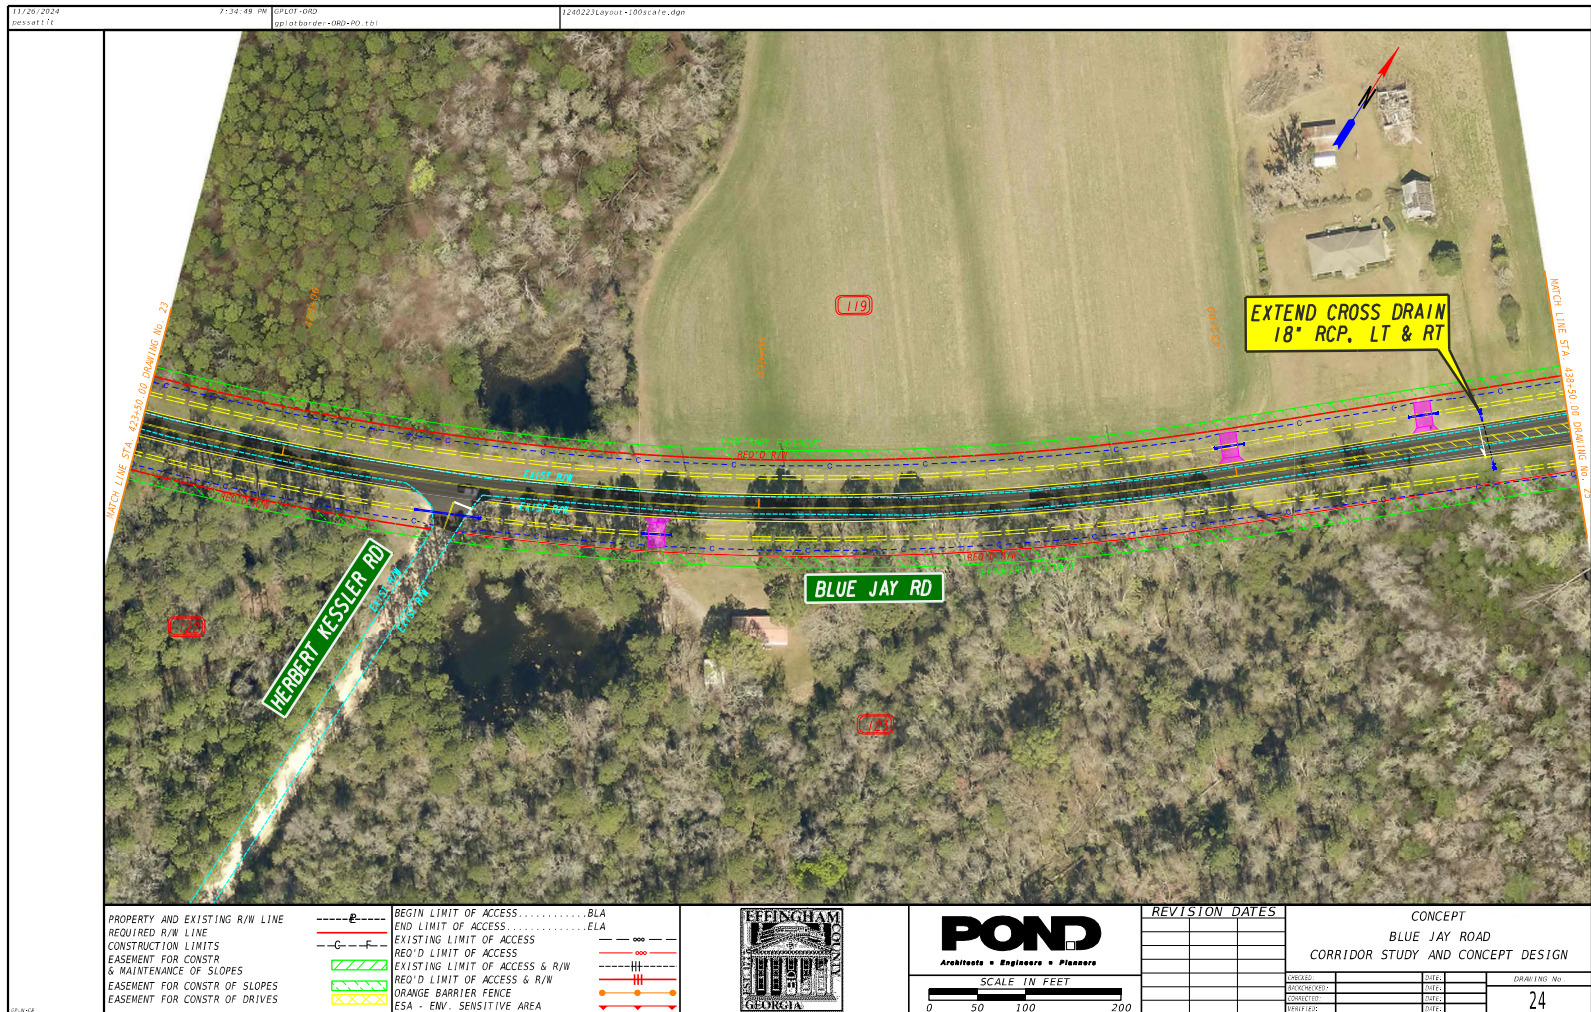 11/26/2024
7:34:49 PM
GPLOT-ORD
1240223Layout-100scale.dgn
pessattit
gplotborder-ORD-PO.tbl
N
MATCH LINE STA. 423+50.00 DRAWING No. 23
MATCH LINE STA. 438+50.00 DRAWING No. 25
119
EXTEND CROSS DRAIN
18" RCP, LT & RT
REQ'D R/W
EXIST R/W
EXIST R/W
REQ'D R/W
REQ'D R/W
EXIST R/W
EXIST R/W
HERBERT KESSLER RD
BLUE JAY RD
PROPERTY AND EXISTING R/W LINE
REQUIRED R/W LINE
CONSTRUCTION LIMITS
C F
EASEMENT FOR CONSTR
& MAINTENANCE OF SLOPES
EASEMENT FOR CONSTR OF SLOPES
EASEMENT FOR CONSTR OF DRIVES
BEGIN LIMIT OF ACCESS............BLA
END LIMIT OF ACCESS..............ELA
EXISTING LIMIT OF ACCESS
REQ'D LIMIT OF ACCESS
EXISTING LIMIT OF ACCESS & R/W
REQ'D LIMIT OF ACCESS & R/W
ORANGE BARRIER FENCE
ESA - ENV. SENSITIVE AREA
EFFINGHAM
COUNTY
GEORGIA
POND
Architects ▪ Engineers ▪ Planners
SCALE IN FEET
0 50 100 200
REVISION DATES
CONCEPT
BLUE JAY ROAD
CORRIDOR STUDY AND CONCEPT DESIGN
CHECKED: DATE:
BACKCHECKED: DATE:
CORRECTED: DATE:
VERIFIED: DATE:
DRAWING No.
24